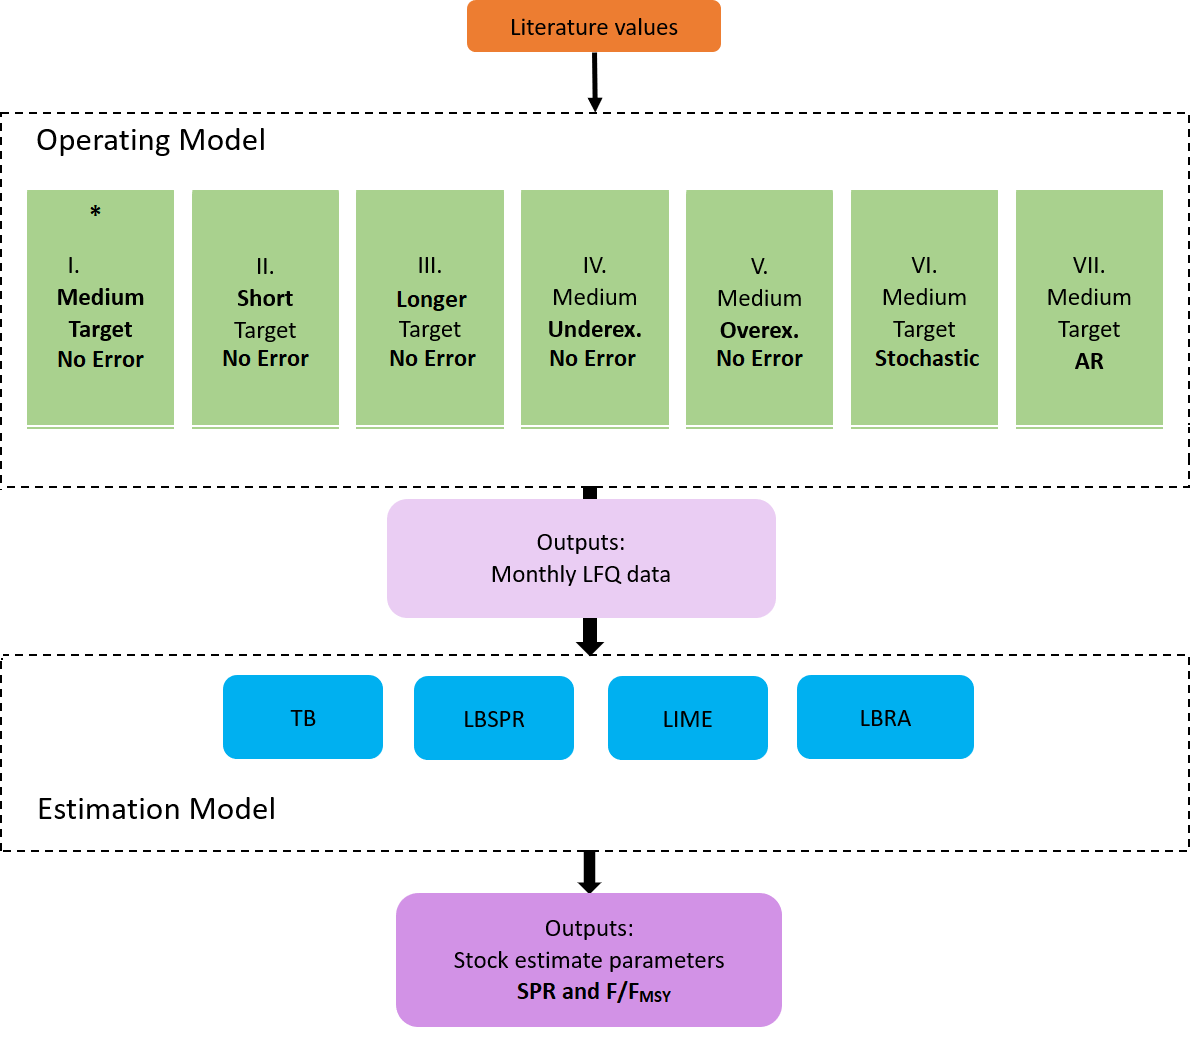 Literature values
Operating Model
*
I.
Medium
Target
No Error
II.
Short
Target
No Error
III.
Longer
Target
No Error
IV.
Medium
Underex.
No Error
V.
Medium
Overex.
No Error
VI.
Medium
Target
Stochastic
VII.
Medium
Target
AR
Outputs:
Monthly LFQ data
TB
LBSPR
LIME
LBRA
Estimation Model
Outputs:
Stock estimate parameters
SPR and F/FMSY